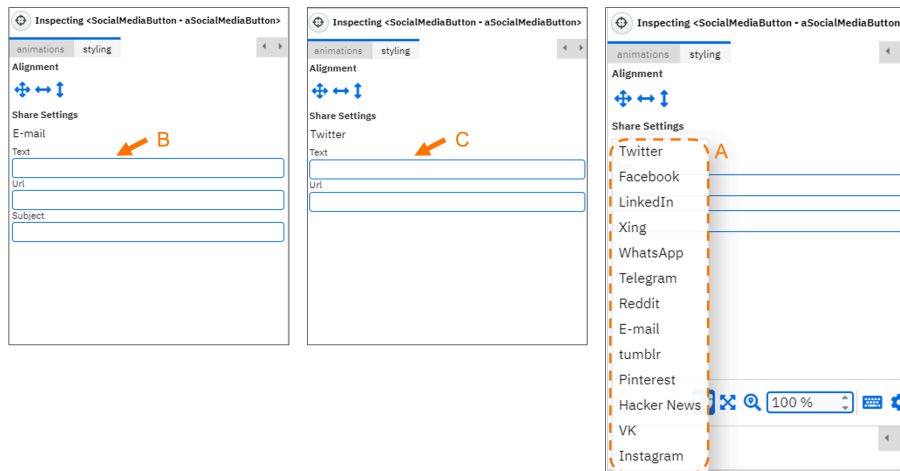 Inspecting <SocialMediaButton - aSocialMediaButton>
animations styling
Alignment
Share Settings
E-mail
B
Text
Url
Subject
Inspecting <SocialMediaButton - aSocialMediaButton>
animations styling
Alignment
Share Settings
Twitter
C
Text
Url
Inspecting <SocialMediaButton - aSocialMediaButton
animations styling
Alignment
Share Settings
Twitter
A
Facebook
LinkedIn
Xing
WhatsApp
Telegram
Reddit
E-mail
tumblr
Pinterest
Hacker News
100 %
VK
Instagram